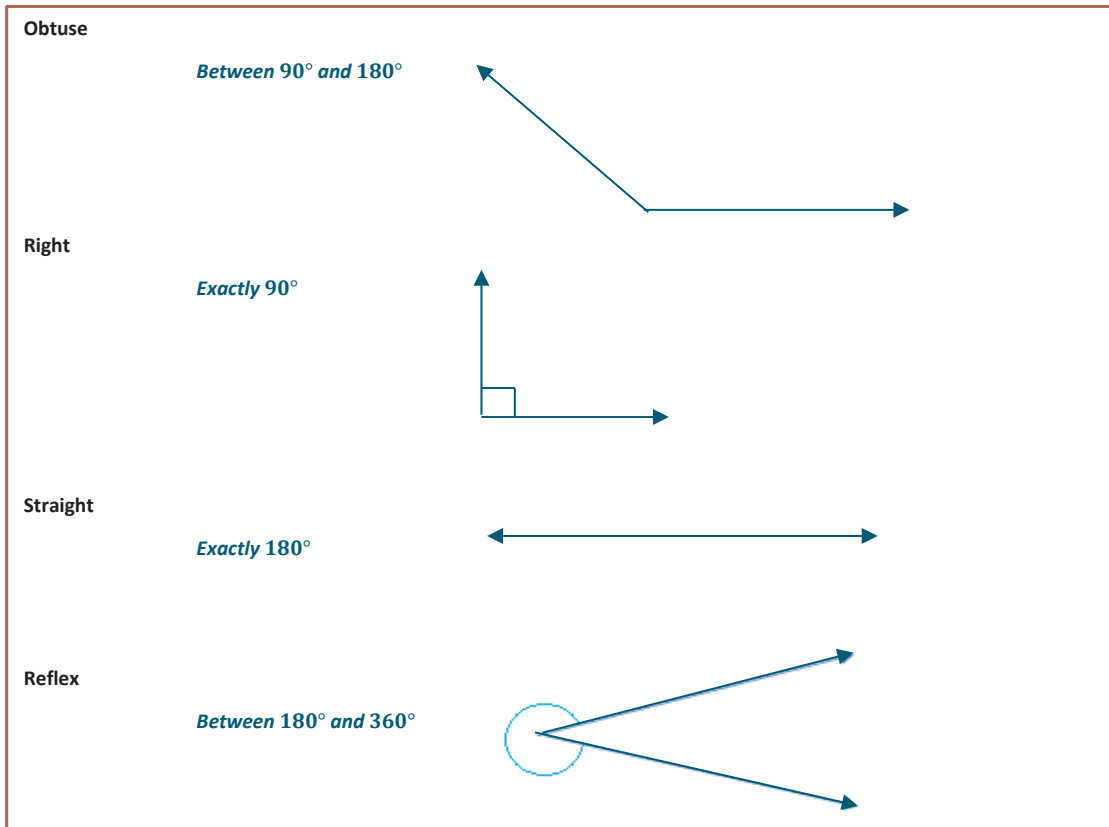 Obtuse
Between 90° and 180°
Right
Exactly 90°
Straight
Exactly 180°
Reflex
Between 180° and 360°